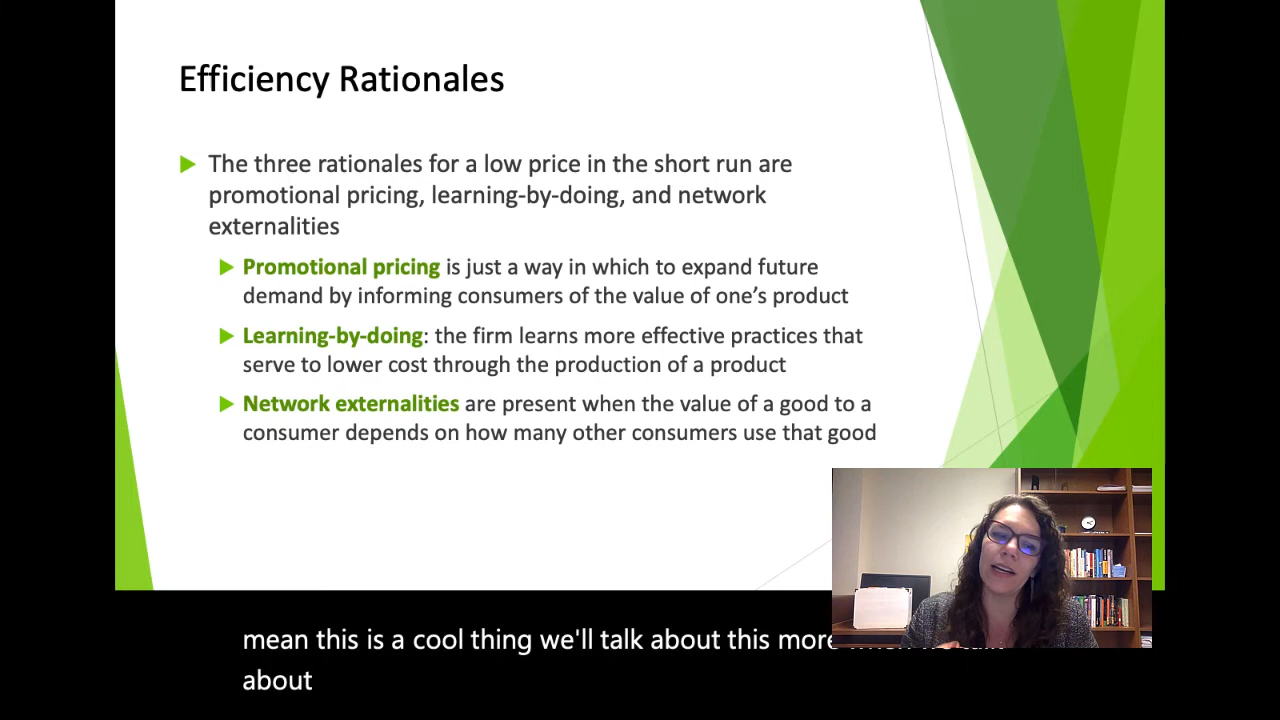 Efficiency Rationales
The three rationales for a low price in the short run are
promotional pricing, learning-by-doing, and network
externalities
Promotional pricing is just a way in which to expand future
demand by informing consumers of the value of one's product
Learning-by-doing: the firm learns more effective practices that
serve to lower cost through the production of a product
Network externalities are present when the value of a good to a
consumer depends on how many other consumers use that good
mean this is a cool thing we'll talk about this more
about